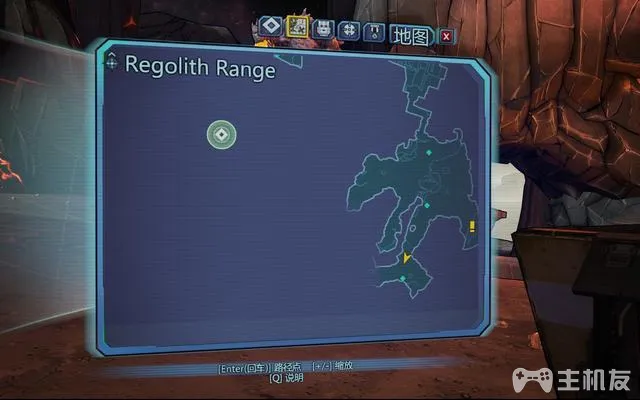 地图 X
Regolith Range
[Enter(回车)] 路径点 [+/-] 缩放
[Q] 说明
主机友